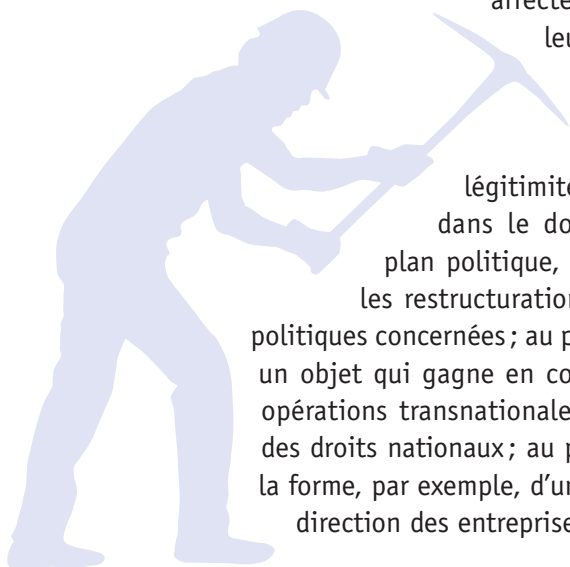 affecte
leu
légitimité
dans le do
plan politique,
les restructuration
politiques concernées ; au p
un objet qui gagne en co
opérations transnationale
des droits nationaux ; au p
la forme, par exemple, d'un
direction des entreprise